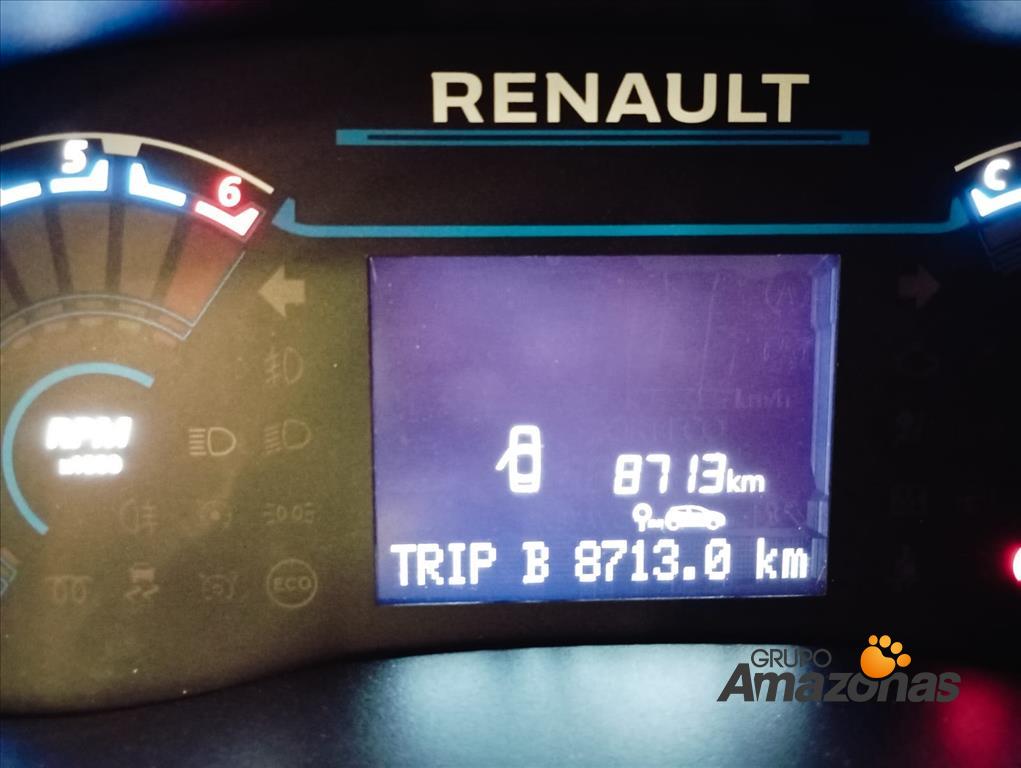 RENAULT
5
6
C
RPM
8713km
TRIP B 8713.0 km
ECO
GRUPO
Amazonas